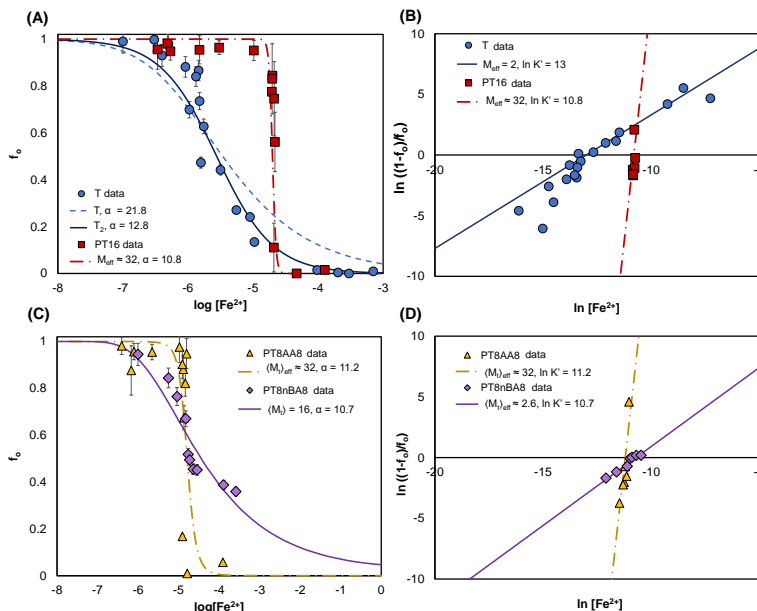 (A)
1
0.8
0.6
0.4
0.2
0
fₒ
T data
T, α = 21.8
T₂, α = 12.8
PT16 data
Mₑff ≈ 32, α = 10.8
-8 -7 -6 -5 -4 -3
log [Fe²⁺]
(B)
10
5
0
-5
-10
ln ((1-fₒ)/fₒ)
T data
Mₑff = 2, ln K' = 13
PT16 data
Mₑff ≈ 32, ln K' = 10.8
-20 -15 -10
ln [Fe²⁺]
(C)
1
0.8
0.6
0.4
0.2
0
fₒ
PT8AA8 data
⟨Mₜ⟩ₑff ≈ 32, α = 11.2
PT8nBA8 data
⟨Mₜ⟩ = 16, α = 10.7
-8 -7 -6 -5 -4 -3 -2 -1 0
log[Fe²⁺]
(D)
10
5
0
-5
-10
ln ((1-fₒ)/fₒ)
PT8AA8 data
⟨Mₜ⟩ₑff ≈ 32, ln K' = 11.2
PT8nBA8 data
⟨Mₜ⟩ₑff ≈ 2.6, ln K' = 10.7
-20 -15 -10
ln [Fe²⁺]